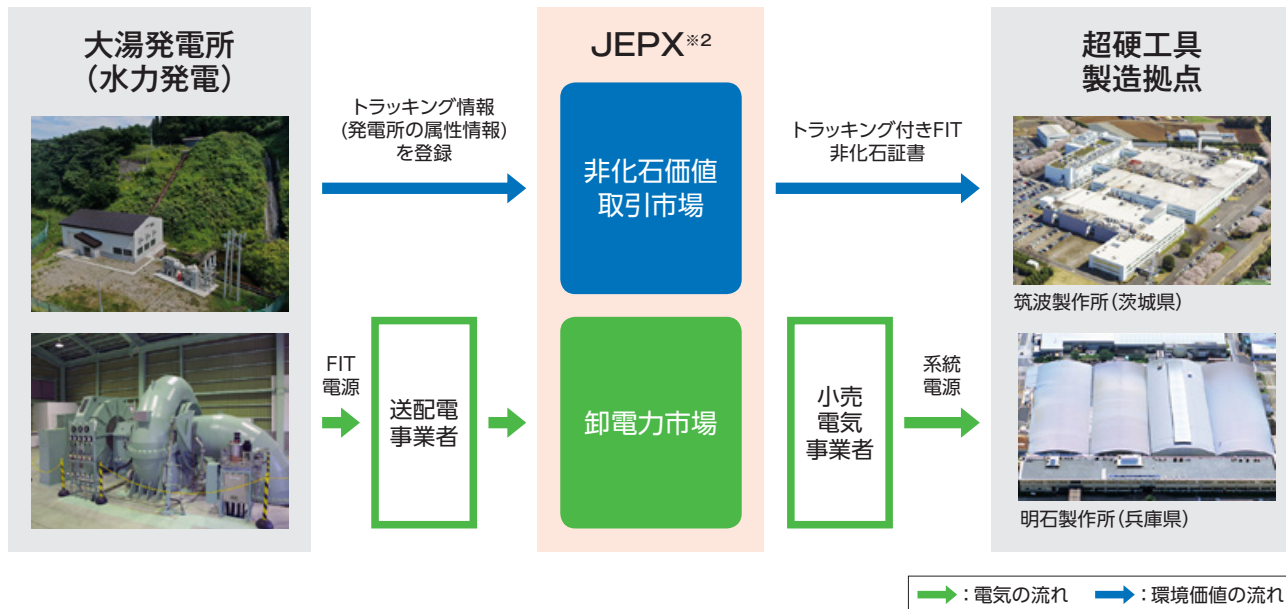 大湯発電所
（水力発電）
トラッキング情報
(発電所の属性情報)
を登録
FIT
電源
送配電
事業者
JEPX※2
非化石価値
取引市場
卸電力市場
トラッキング付きFIT
非化石証書
小売
電気
事業者
系統
電源
超硬工具
製造拠点
筑波製作所(茨城県)
明石製作所(兵庫県)
：電気の流れ ：環境価値の流れ